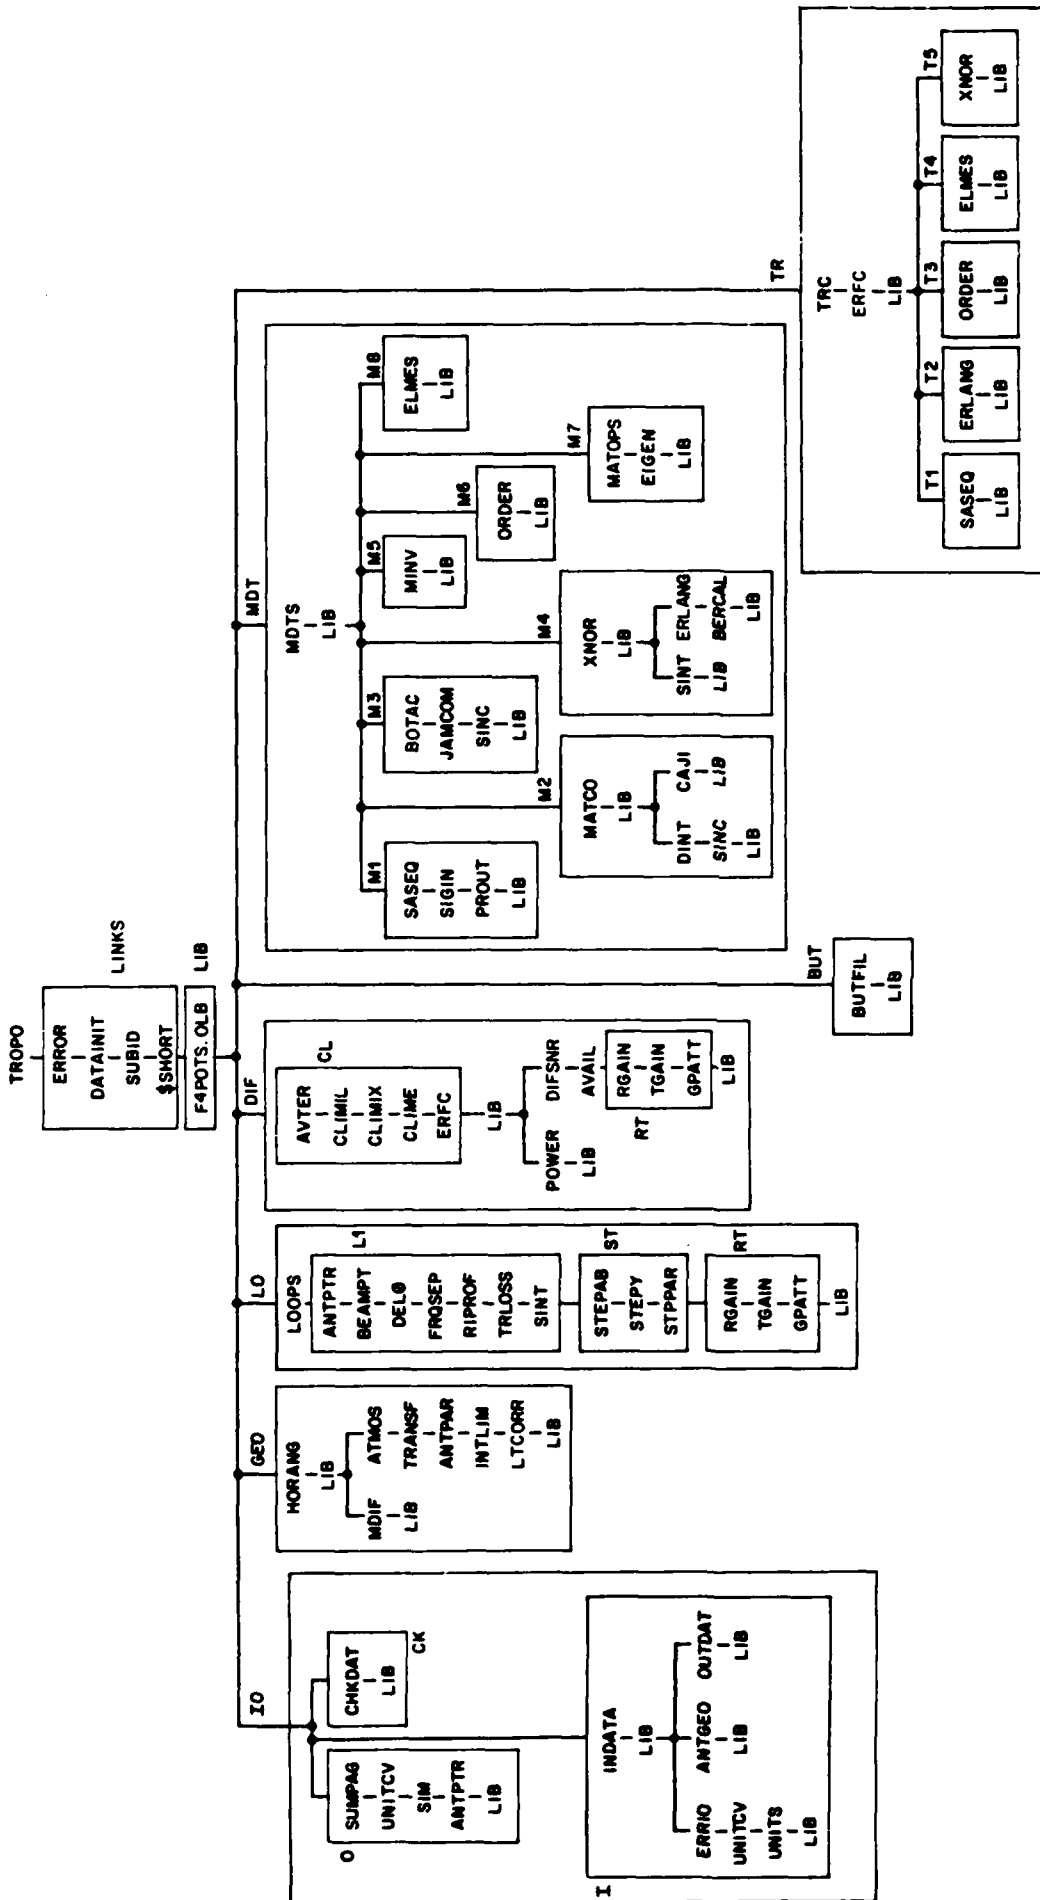 TROPO
LINKS
ERROR
DATAINIT
SUBID
$SHORT
LIB
F4POTS.OLB
IO
O
SUMPAG
UNITCV
SIM
ANTPTR
LIB
CK
CHKDAT
LIB
I
INDATA
LIB
ERRIO
UNITCV
UNITS
LIB
ANTGEO
LIB
OUTDAT
LIB
GEO
HORANG
LIB
MDIF
LIB
ATMOS
TRANSF
ANTPAR
INTLIM
LTCORR
LIB
LO
LOOPS
L1
ANTPTR
BEAMPT
DELØ
FRQSEP
RIPROF
TRLOSS
SINT
ST
STEPAB
STEPY
STPPAR
RT
RGAIN
TGAIN
GPATT
LIB
DIF
CL
AVTER
CLIMIL
CLIMIX
CLIME
ERFC
LIB
POWER
LIB
DIFSNR
AVAIL
RT
RGAIN
TGAIN
GPATT
LIB
BUT
BUTFIL
LIB
MDT
MDTS
LIB
M1
SASEQ
SIGIN
PROUT
LIB
M2
MATCO
LIB
DINT
SINC
LIB
CAJI
LIB
M3
BOTAC
JAMCOM
SINC
LIB
M4
XNOR
LIB
SINT
LIB
ERLANG
BERCAL
LIB
M5
MINV
LIB
M6
ORDER
LIB
M7
MATOPS
EIGEN
LIB
M8
ELMES
LIB
TR
TRC
ERFC
LIB
T1
SASEQ
LIB
T2
ERLANG
LIB
T3
ORDER
LIB
T4
ELMES
LIB
T5
XNOR
LIB